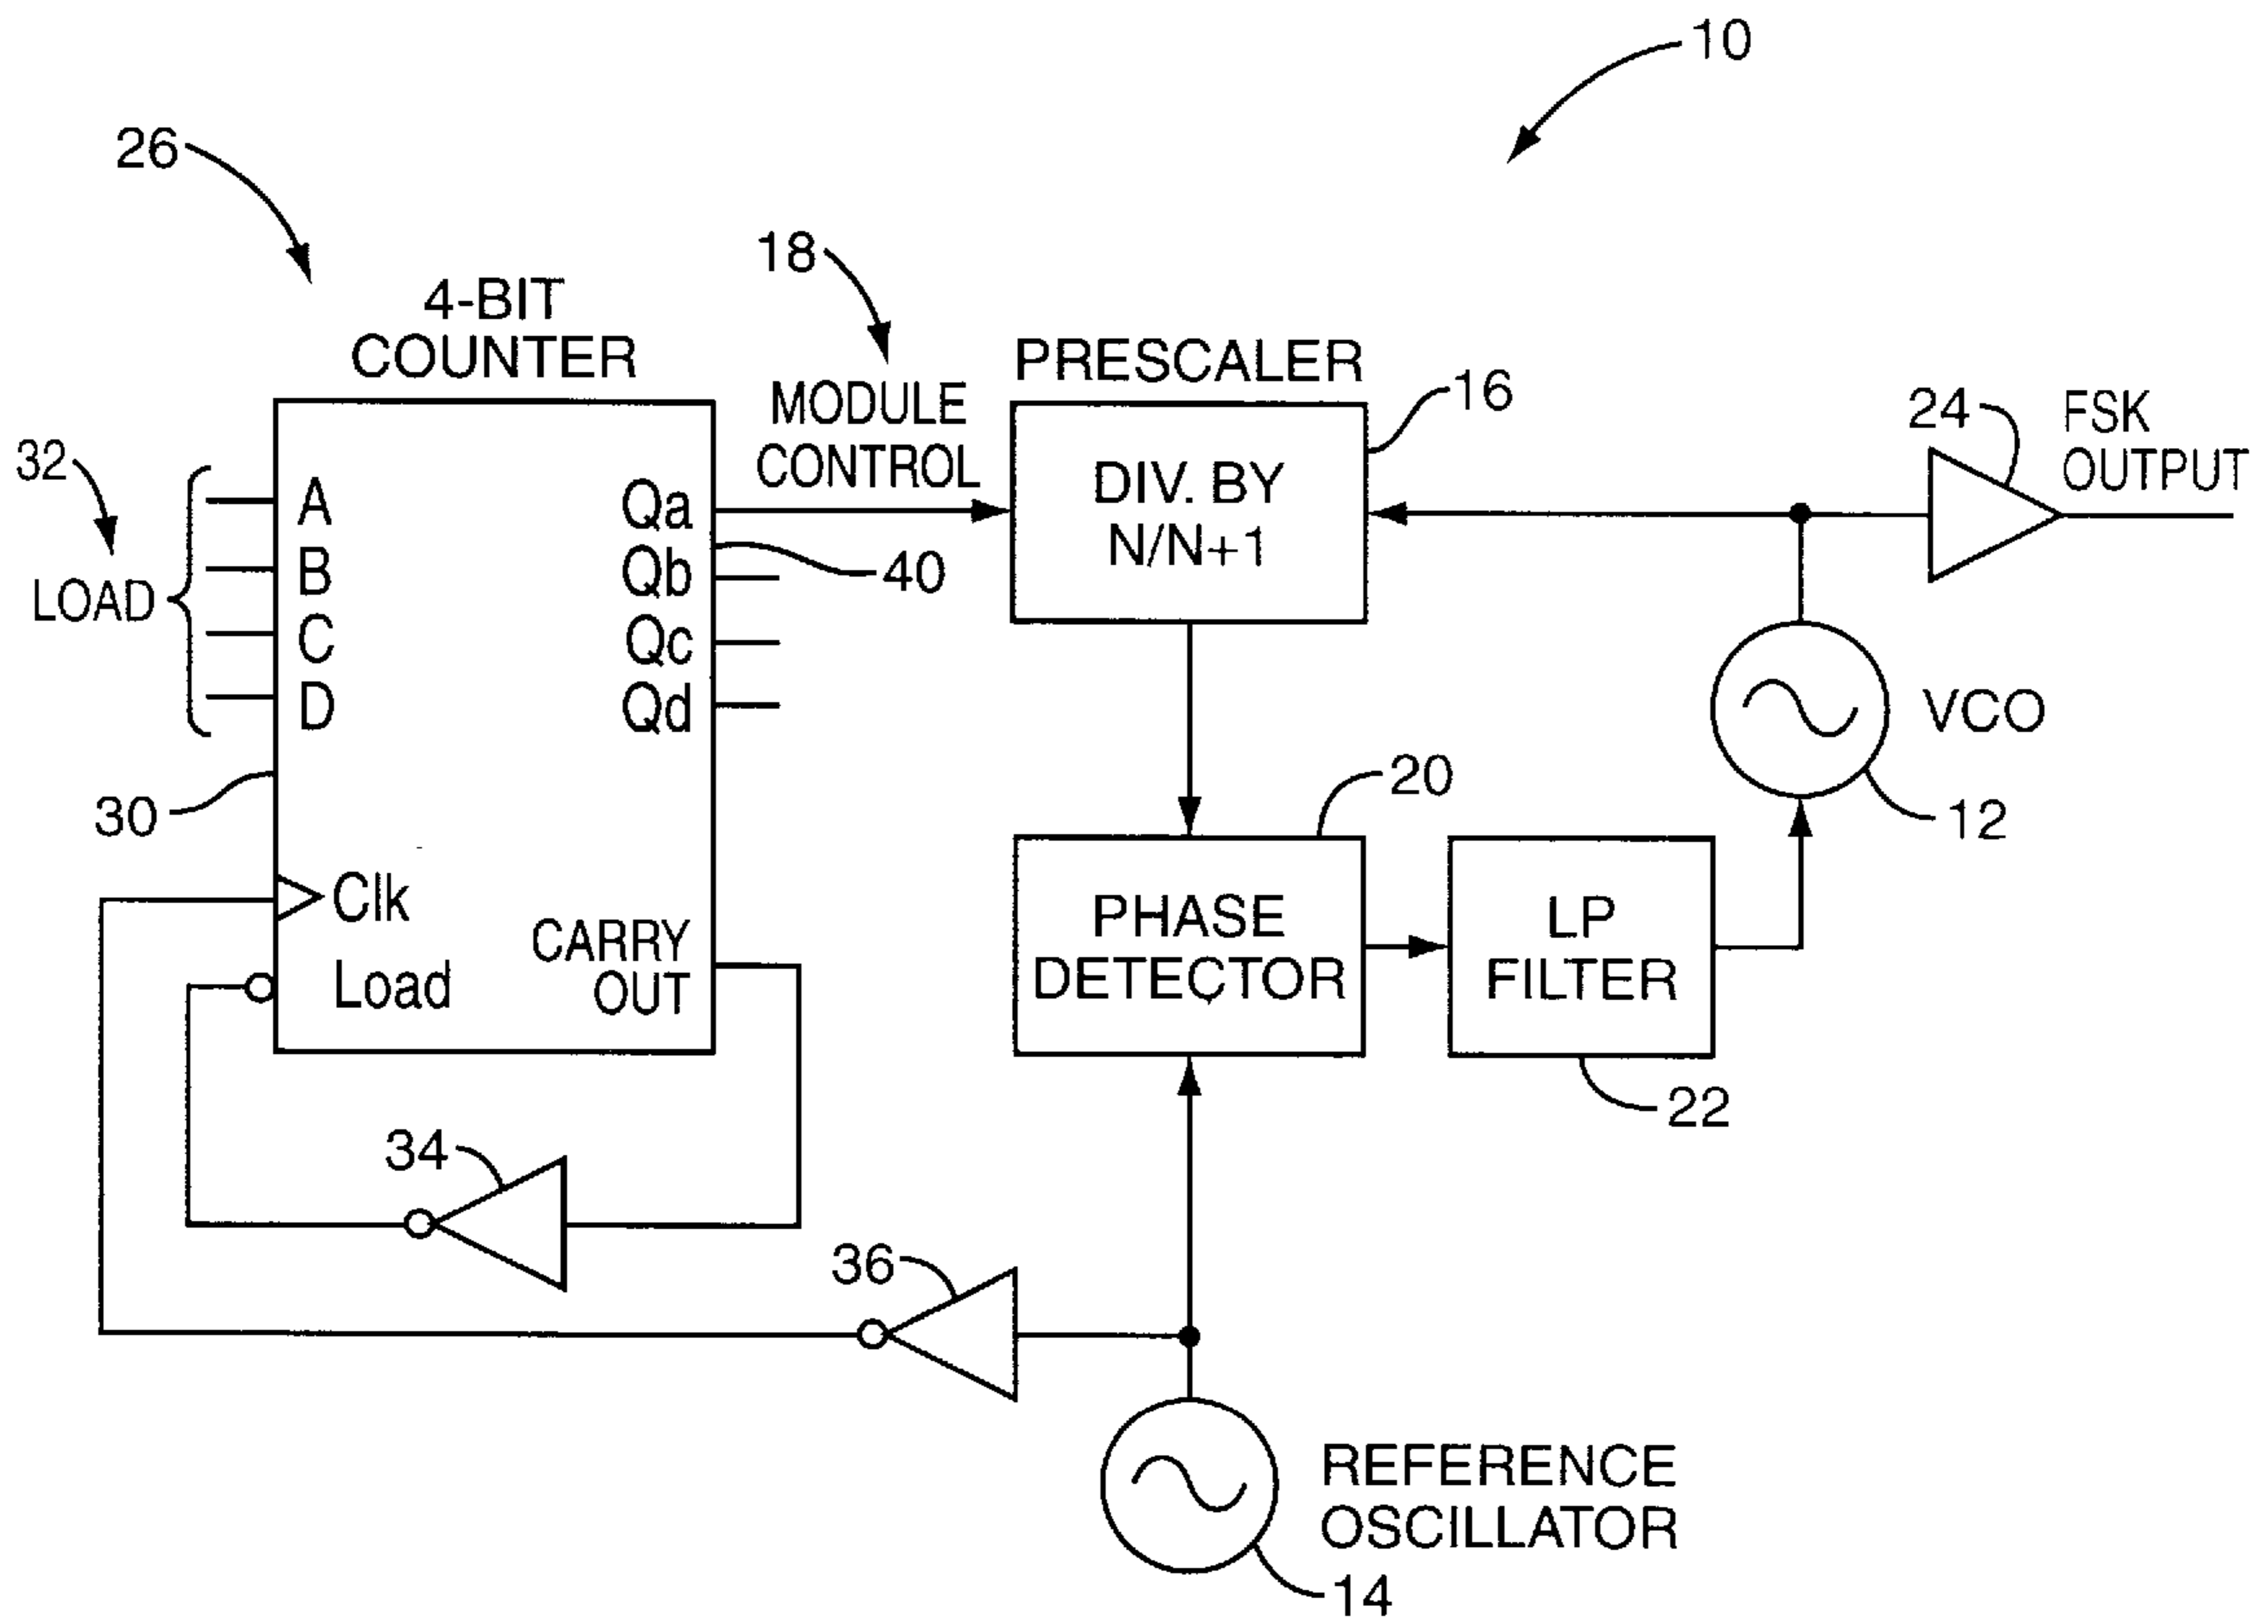 10
26
18
4-BIT
COUNTER
MODULE
CONTROL
PRESCALER
16
24
FSK
OUTPUT
32
LOAD
A
B
C
D
Qa
Qb
Qc
Qd
40
DIV. BY
N/N+1
VCO
12
30
20
Clk
Load
CARRY
OUT
PHASE
DETECTOR
LP
FILTER
22
34
36
REFERENCE
OSCILLATOR
14